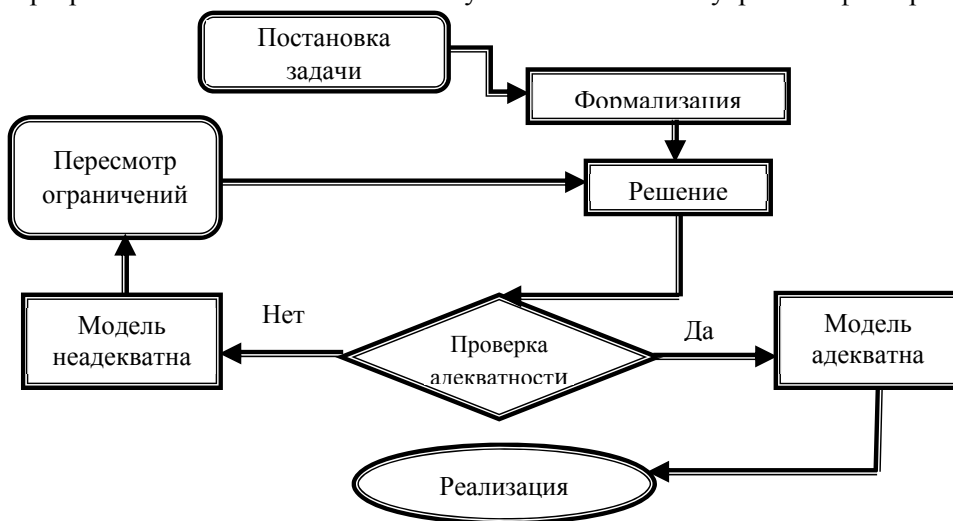 Постановка
задачи
Формализация
Пересмотр
ограничений
Решение
Нет
Да
Модель
неадекватна
Проверка
адекватности
Модель
адекватна
Реализация